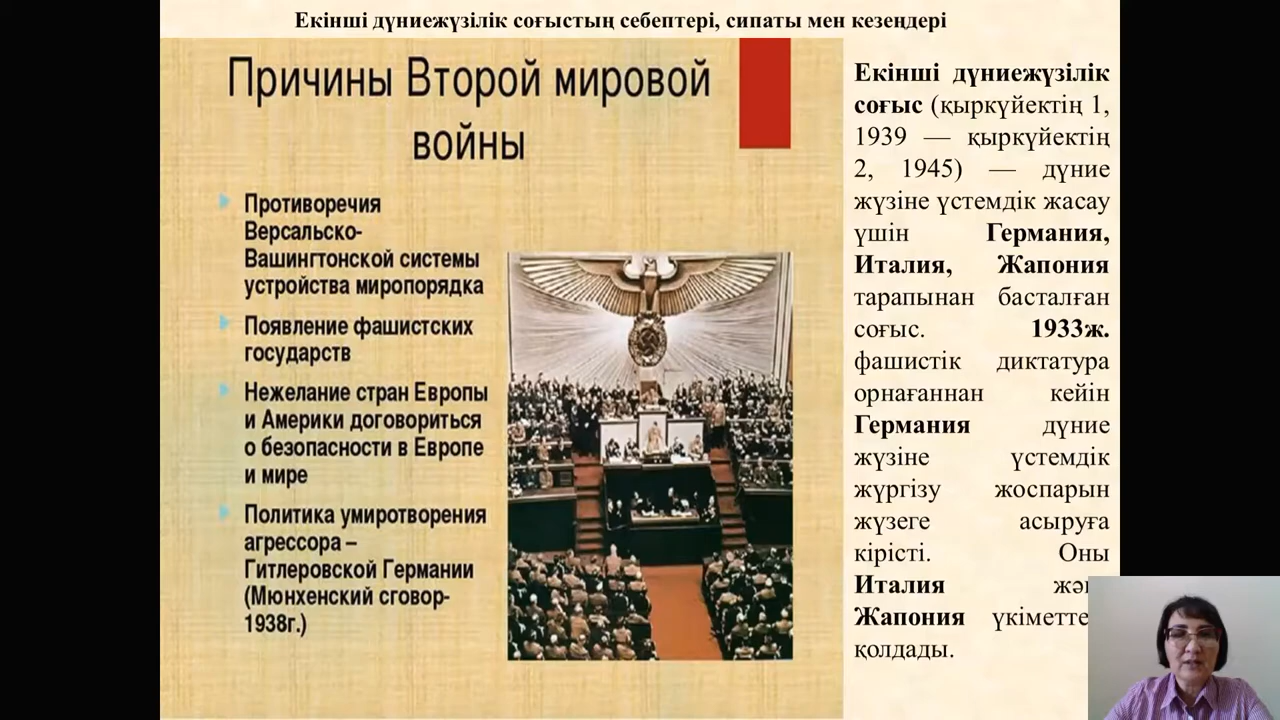 Екінші дүниежүзілік соғыстың себептері, сипаты мен кезеңдері
Причины Второй мировой
войны
Противоречия
Версальско-
Вашингтонской системы
устройства миропорядка
Появление фашистских
государств
Нежелание стран Европы
и Америки договориться
о безопасности в Европе
и мире
Политика умиротворения
агрессора –
Гитлеровской Германии
(Мюнхенский сговор-
1938г.)
Екінші дүниежүзілік
соғыс (қыркүйектің 1,
1939 — қыркүйектің
2, 1945) — дүние
жүзіне үстемдік жасау
үшін Германия,
Италия, Жапония
тарапынан басталған
соғыс. 1933ж.
фашистік диктатура
орнағаннан кейін
Германия дүние
жүзіне үстемдік
жүргізу жоспарын
жүзеге асыруға
кірісті. Оны
Италия
Жапония
қолдады.